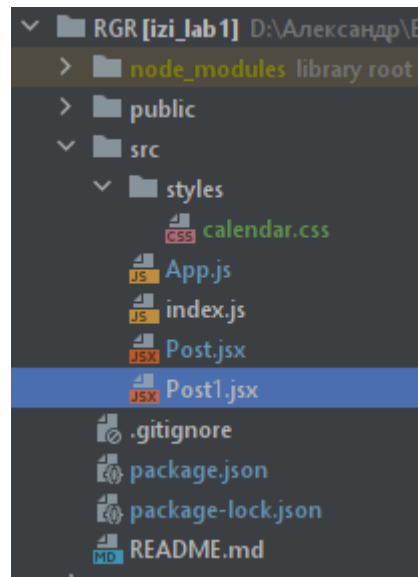 RGR [izi_lab1] D:\Александр\
node_modules library root
public
src
styles
CSS calendar.css
JS App.js
JS index.js
JSX Post.jsx
JSX Post1.jsx
.gitignore
package.json
package-lock.json
MD README.md